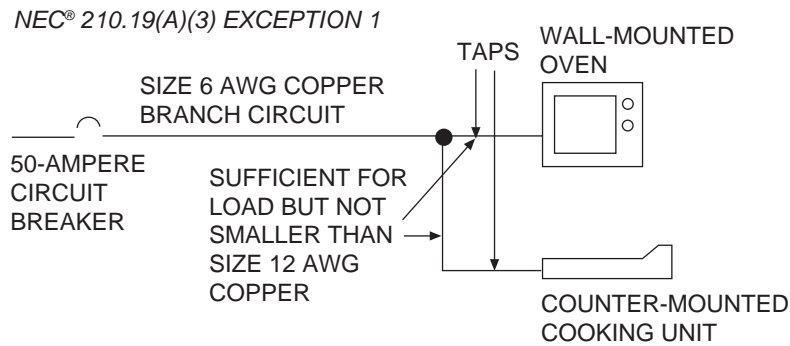 NEC® 210.19(A)(3) EXCEPTION 1
TAPS
WALL-MOUNTED
OVEN
SIZE 6 AWG COPPER
BRANCH CIRCUIT
50-AMPERE
CIRCUIT
BREAKER
SUFFICIENT FOR
LOAD BUT NOT
SMALLER THAN
SIZE 12 AWG
COPPER
COUNTER-MOUNTED
COOKING UNIT